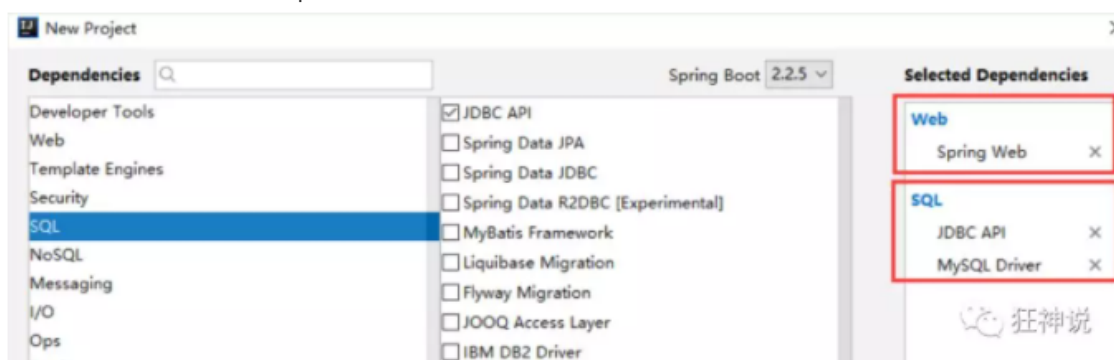 New Project
Dependencies
Spring Boot 2.2.5
Selected Dependencies
Developer Tools
Web
Template Engines
Security
SQL
NoSQL
Messaging
I/O
Ops
JDBC API
Spring Data JPA
Spring Data JDBC
Spring Data R2DBC [Experimental]
MyBatis Framework
Liquibase Migration
Flyway Migration
JOOQ Access Layer
IBM DB2 Driver
Web
Spring Web
SQL
JDBC API
MySQL Driver
狂神说